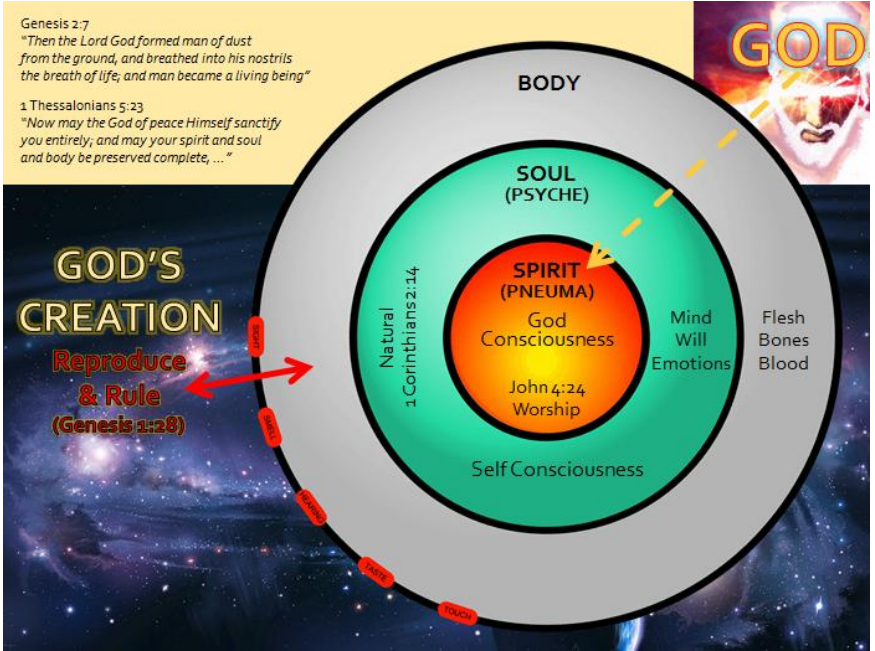 Genesis 2:7
“Then the Lord God formed man of dust
from the ground, and breathed into his nostrils
the breath of life; and man became a living being”
1 Thessalonians 5:23
“Now may the God of peace Himself sanctify
you entirely; and may your spirit and soul
and body be preserved complete, ...”
GOD
BODY
SOUL
(PSYCHE)
SPIRIT
(PNEUMA)
God
Consciousness
John 4:24
Worship
Natural
1 Corinthians 2:14
Mind
Will
Emotions
Flesh
Bones
Blood
Self Consciousness
GOD’S
CREATION
Reproduce
& Rule
(Genesis 1:28)
SIGHT
SMELL
HEARING
TASTE
TOUCH